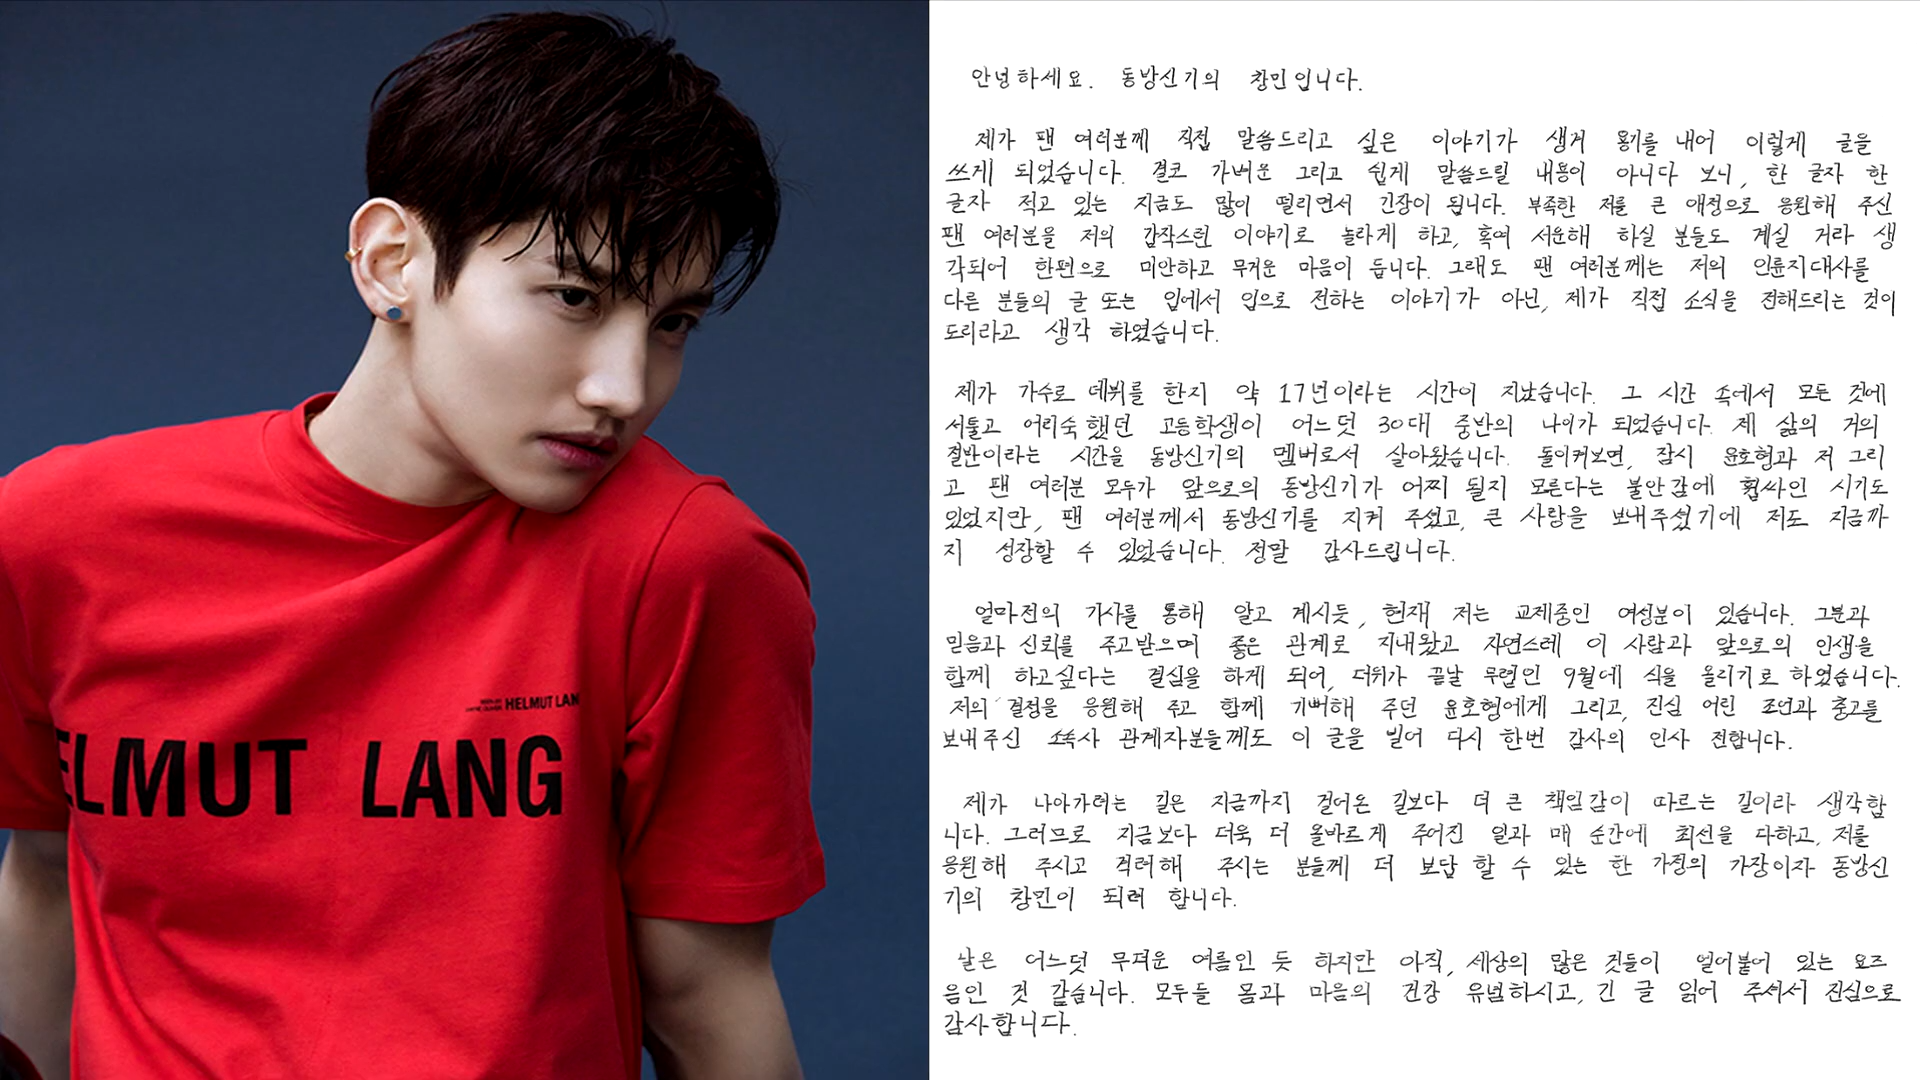 HELMUT LAN
ELMUT LANG
안녕하세요. 동방신기의 창민입니다.
제가 팬 여러분께 직접 말씀드리고 싶은 이야기가 생겨 용기를 내어 이렇게 글을
쓰게 되었습니다. 결코 가벼운 그리고 쉽게 말씀드릴 내용이 아니다 보니, 한 글자 한
글자 적고 있는 지금도 많이 떨리면서 긴장이 됩니다. 부족한 저를 큰 애정으로 응원해 주신
팬 여러분을 저의 갑작스런 이야기로 놀라게 하고, 혹여 서운해 하실 분들도 계실 거라 생
각되어 한편으로 미안하고 무거운 마음이 듭니다. 그래도 팬 여러분께는 저의 인륜지대사를
다른 분들의 글 또는 입에서 입으로 전하는 이야기가 아닌, 제가 직접 소식을 전해드리는 것이
도리라고 생각 하였습니다.
제가 가수로 데뷔를 한지 약 17년이라는 시간이 지났습니다. 그 시간 속에서 모든 것에
서툴고 어리숙했던 고등학생이 어느덧 30대 중반의 나이가 되었습니다. 제 삶의 거의
절반이라는 시간을 동방신기의 멤버로서 살아왔습니다. 돌이켜보면, 잠시 윤호형과 저 그리
고 팬 여러분 모두가 앞으로의 동방신기가 어찌 될지 모른다는 불안감에 휩싸인 시기도
있었지만, 팬 여러분께서 동방신기를 지켜 주셨고, 큰 사랑을 보내주셨기에 저도 지금까
지 성장할 수 있었습니다. 정말 감사드립니다.
얼마전의 기사를 통해 알고 계시듯, 현재 저는 교제중인 여성분이 있습니다. 그분과
믿음과 신뢰를 주고받으며 좋은 관계로 지내왔고 자연스레 이 사람과 앞으로의 인생을
함께 하고싶다는 결심을 하게 되어, 더위가 끝날 무렵인 9월에 식을 올리기로 하였습니다.
저의 결정을 응원해 주고 함께 기뻐해 주던 윤호형에게 그리고, 진심 어린 조언과 충고를
보내주신 소속사 관계자분들께도 이 글을 빌어 다시 한번 감사의 인사 전합니다.
제가 나아가려는 길은 지금까지 걸어온 길보다 더 큰 책임감이 따르는 길이라 생각합
니다. 그러므로 지금보다 더욱 더 올바르게 주어진 일과 매 순간에 최선을 다하고, 저를
응원해 주시고 격려해 주시는 분들께 더 보답 할 수 있는 한 가정의 가장이자 동방신
기의 창민이 되려 합니다.
날은 어느덧 무더운 여름인 듯 하지만 아직, 세상의 많은 것들이 얼어붙어 있는 요즈
음인 것 같습니다. 모두들 몸과 마음의 건강 유념하시고, 긴 글 읽어 주셔서 진심으로
감사합니다.